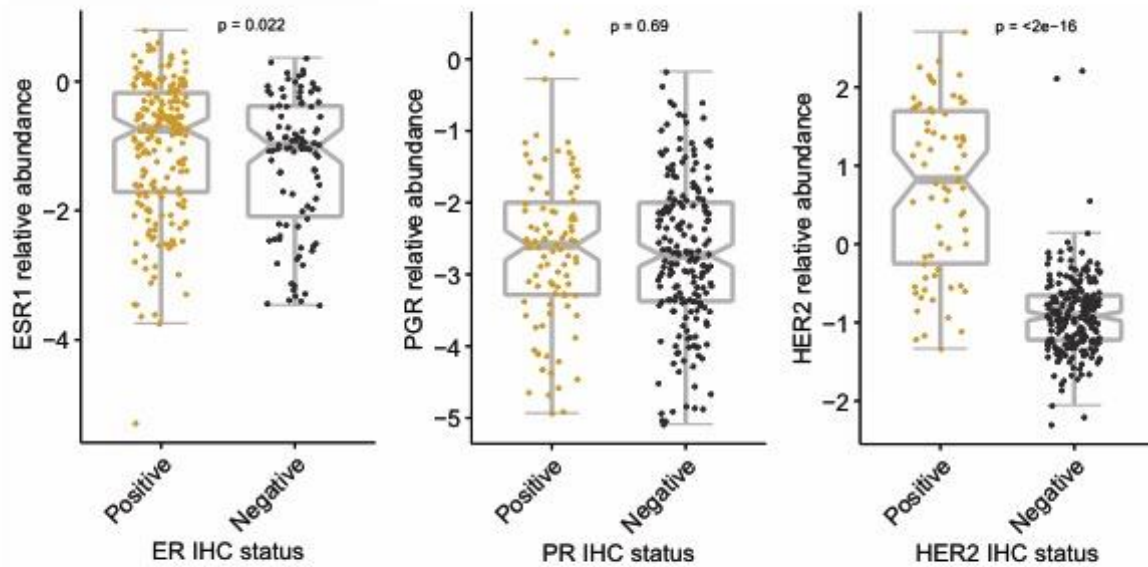 p = 0.022
ESR1 relative abundance
0
−2
−4
Positive
Negative
ER IHC status
p = 0.69
PGR relative abundance
0
−1
−2
−3
−4
−5
Positive
Negative
PR IHC status
p = <2e−16
HER2 relative abundance
2
1
0
−1
−2
Positive
Negative
HER2 IHC status